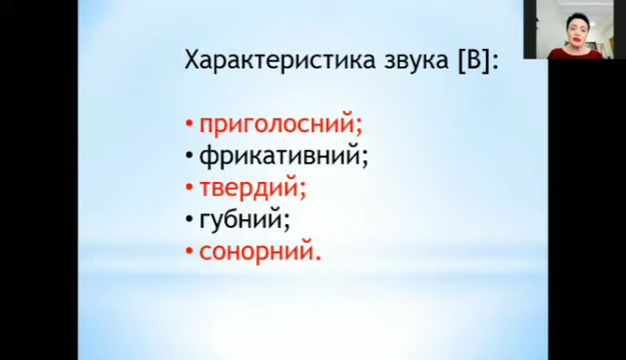 Характеристика звука [В]:
• приголосний;
• фрикативний;
• твердий;
• губний;
• сонорний.